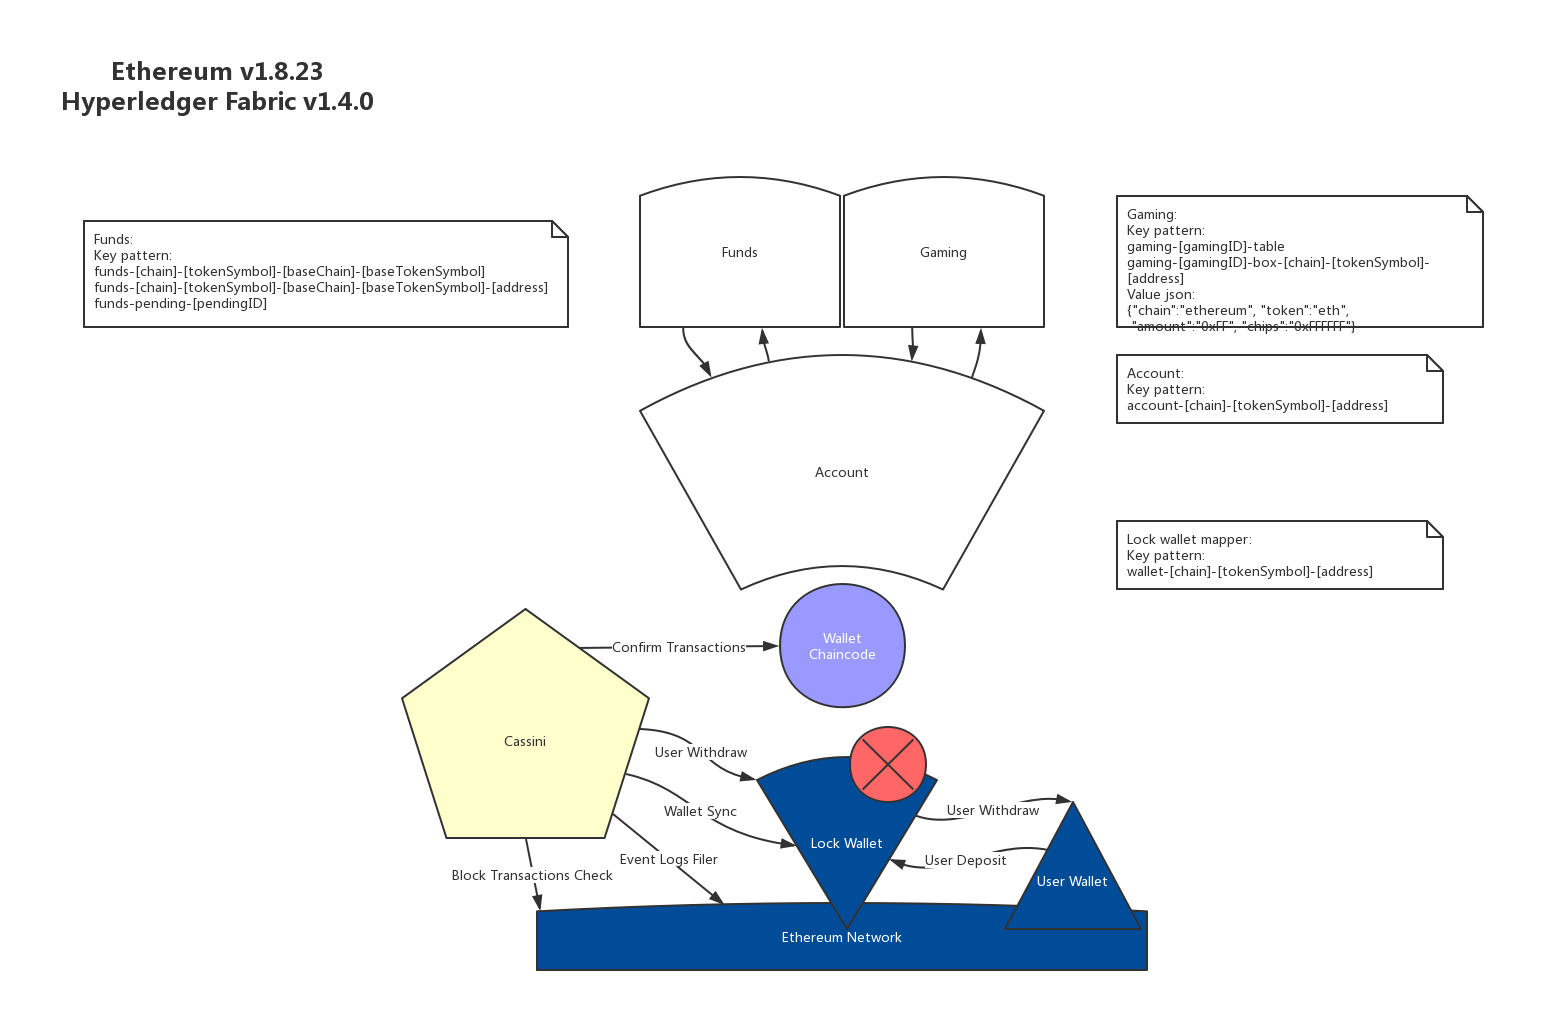 Ethereum v1.8.23
Hyperledger Fabric v1.4.0
Funds:
Key pattern:
funds-[chain]-[tokenSymbol]-[baseChain]-[baseTokenSymbol]
funds-[chain]-[tokenSymbol]-[baseChain]-[baseTokenSymbol]-[address]
funds-pending-[pendingID]
Funds
Gaming
Gaming:
Key pattern:
gaming-[gamingID]-table
gaming-[gamingID]-box-[chain]-[tokenSymbol]-
[address]
Value json:
{"chain":"ethereum", "token":"eth",
"amount":"0xFF", "chips":"0xFFFFFF"}
Account:
Key pattern:
account-[chain]-[tokenSymbol]-[address]
Account
Lock wallet mapper:
Key pattern:
wallet-[chain]-[tokenSymbol]-[address]
Confirm Transactions
Wallet
Chaincode
Cassini
User Withdraw
Wallet Sync
Event Logs Filer
Block Transactions Check
Lock Wallet
User Withdraw
User Deposit
User Wallet
Ethereum Network